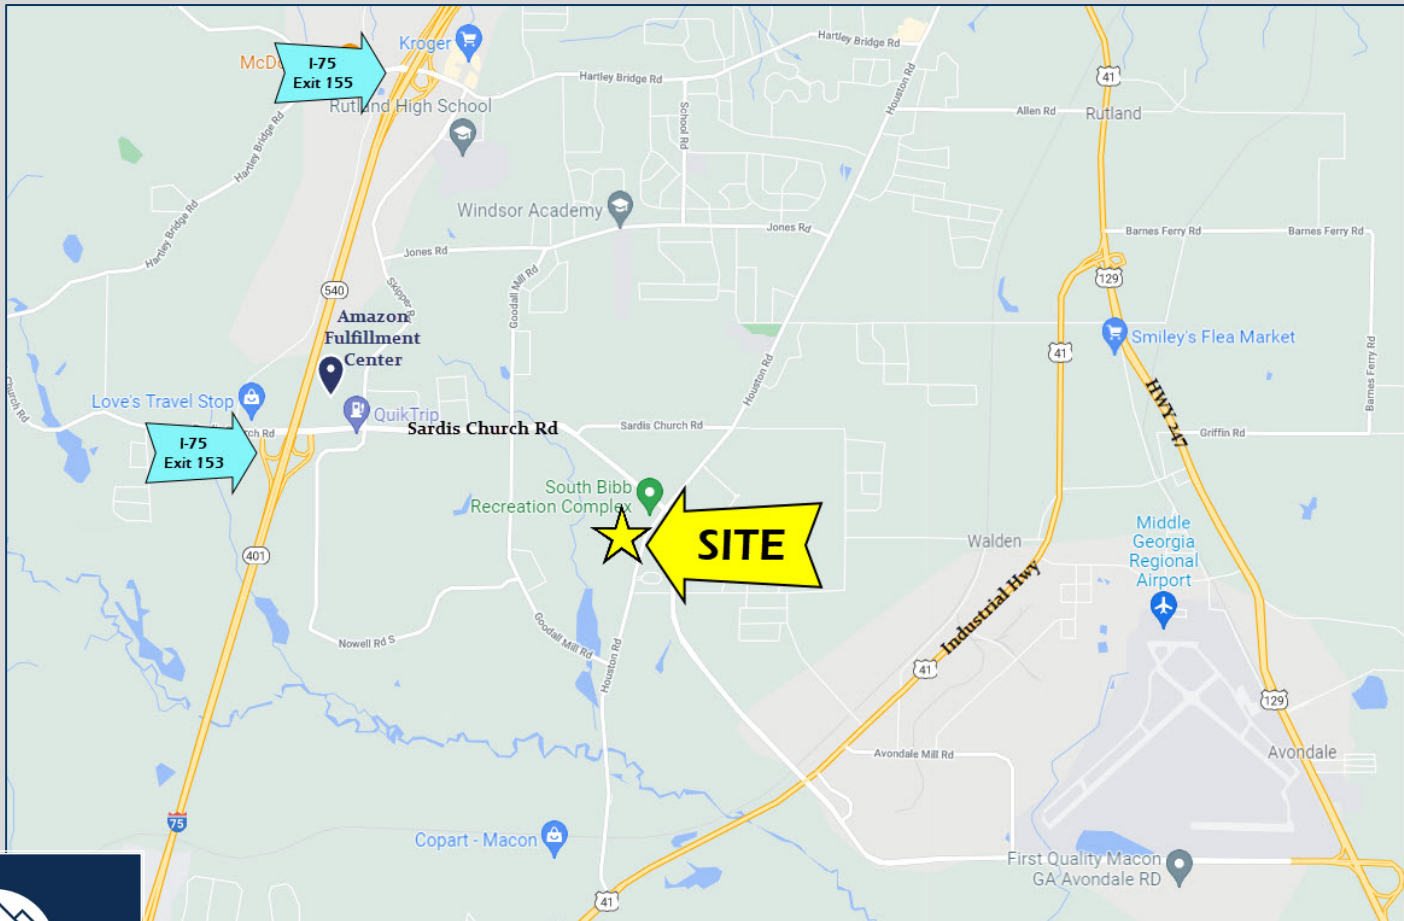 Kroger
McD
I-75
Exit 155
Rutland High School
Hartley Bridge Rd
Hartley Bridge Rd
Hartley Bridge Rd
Hartley Bridge Rd
School Rd
Houston Rd
41
Allen Rd
Rutland
Windsor Academy
Jones Rd
Jones Rd
Barnes Ferry Rd
Barnes Ferry Rd
Goodall Mill Rd
129
540
Amazon
Fulfillment
Center
Smiley's Flea Market
41
Houston Rd
Barnes Ferry Rd
HWY 247
Love's Travel Stop
QuikTrip
Church Rd
Sardis Church Rd
Sardis Church Rd
Griffin Rd
I-75
Exit 153
South Bibb
Recreation Complex
SITE
Walden
Middle
Georgia
Regional
Airport
401
Industrial Hwy
Nowell Rd S
Goodall Mill Rd
Houston Rd
41
129
Avondale Mill Rd
Avondale
75
Copart - Macon
First Quality Macon
GA Avondale RD
41